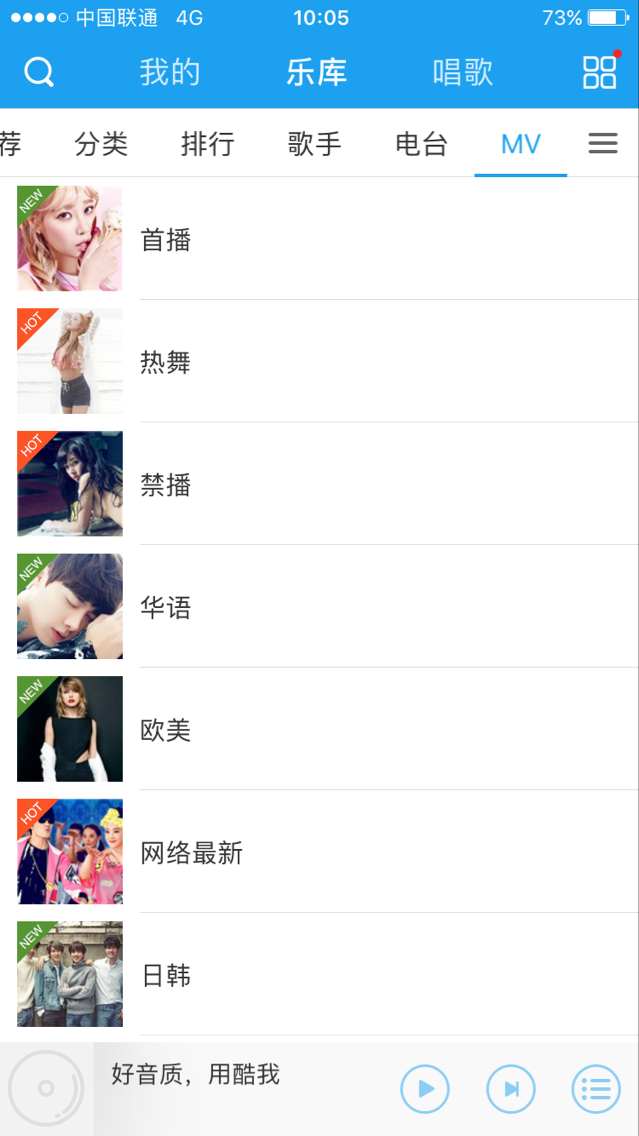 中国联通 4G 10:05 73%
我的 乐库 唱歌
荐 分类 排行 歌手 电台 MV
NEW
首播
HOT
热舞
HOT
禁播
NEW
华语
NEW
欧美
HOT
网络最新
NEW
日韩
好音质，用酷我